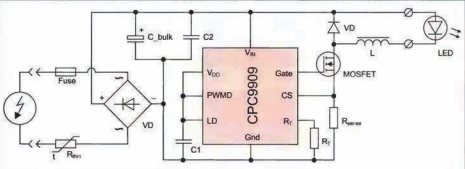 C_bulk
C2
VD
L
LED
Fuse
VIN
VDD
Gate
MOSFET
PWMD
CPC9909
CS
LD
RT
Rsense
t
Rthin
VD
C1
Gnd
RT